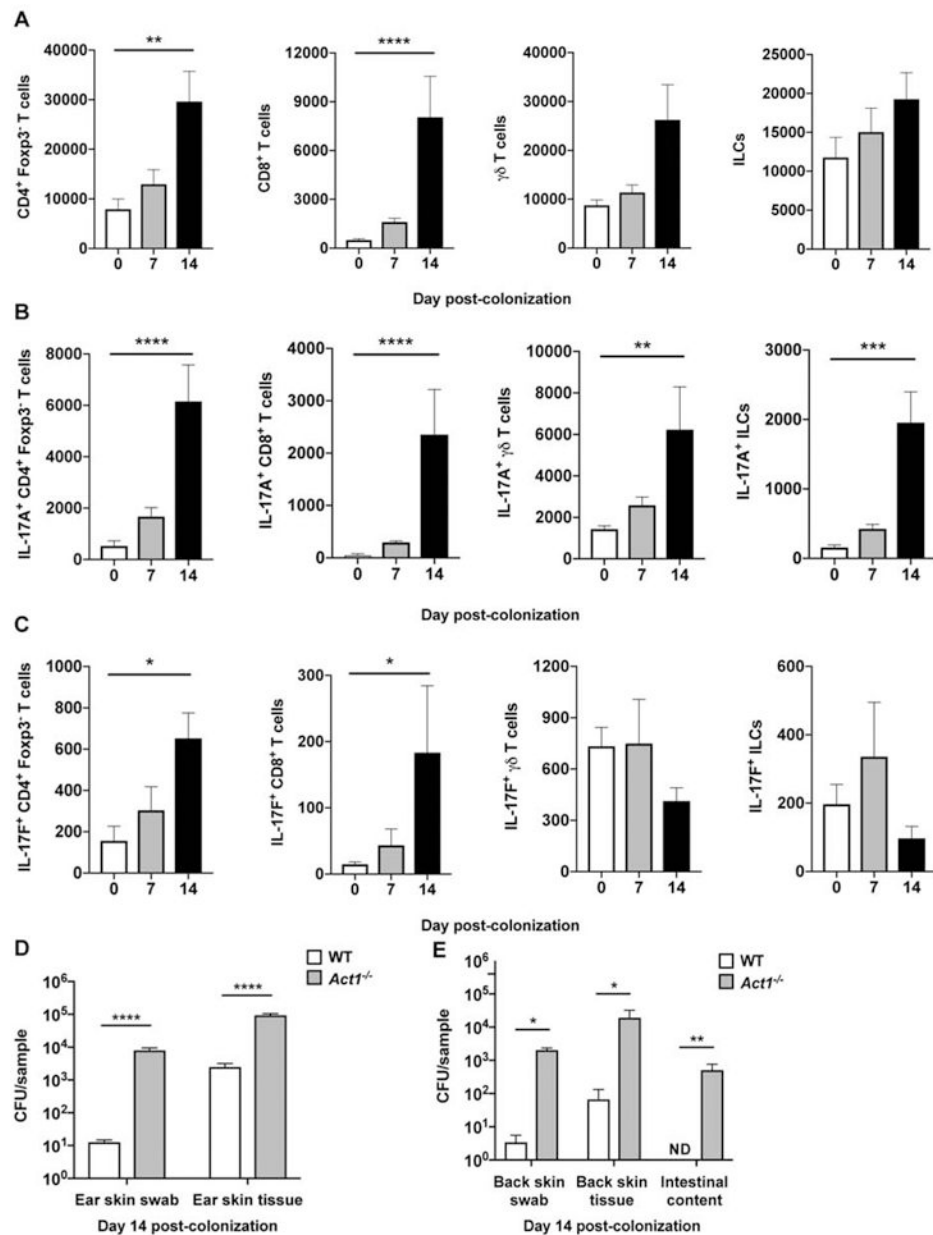 A
CD4+ Foxp3- T cells
40000
30000
20000
10000
0
**
0 7 14
CD8+ T cells
12000
9000
6000
3000
0
****
0 7 14
γδ T cells
40000
30000
20000
10000
0
0 7 14
ILCs
25000
20000
15000
10000
5000
0
0 7 14
Day post-colonization
B
IL-17A+ CD4+ Foxp3- T cells
8000
6000
4000
2000
0
****
0 7 14
IL-17A+ CD8+ T cells
4000
3000
2000
1000
0
****
0 7 14
IL-17A+ γδ T cells
10000
8000
6000
4000
2000
0
**
0 7 14
IL-17A+ ILCs
3000
2000
1000
0
***
0 7 14
Day post-colonization
C
IL-17F+ CD4+ Foxp3- T cells
1000
800
600
400
200
0
*
0 7 14
IL-17F+ CD8+ T cells
300
200
100
0
*
0 7 14
IL-17F+ γδ T cells
1200
900
600
300
0
0 7 14
IL-17F+ ILCs
600
400
200
0
0 7 14
Day post-colonization
D
WT
Act1-/-
CFU/sample
10^6
10^5
10^4
10^3
10^2
10^1
10^0
****
****
Ear skin swab Ear skin tissue
Day 14 post-colonization
E
WT
Act1-/-
CFU/sample
10^6
10^5
10^4
10^3
10^2
10^1
10^0
*
*
**
ND
Back skin swab
Back skin tissue
Intestinal content
Day 14 post-colonization